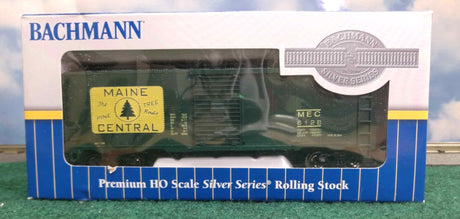 BACHMANN
BACHMANN
SILVER SERIES
MAINE
The PINE TREE Route
CENTRAL
MEC
Premium HO Scale Silver Series® Rolling Stock